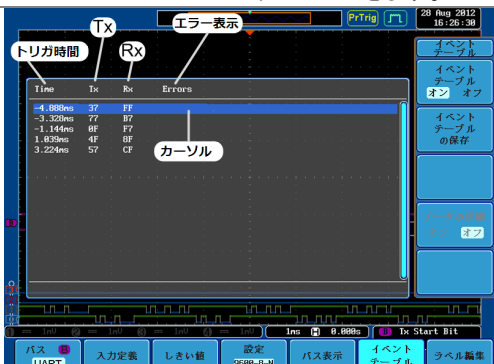 PrTrig
28 Aug 2012
16:26:30
トリガ時間
Tx
Rx
エラー表示
Time Tx Rx Errors
-4.888ms 37 FF
-3.328ms 77 B7
-1.144ms 0F F7
1.039ms 4F 8F
3.224ms 57 CF
カーソル
イベント
テーブル
イベント
テーブル
オン オフ
イベント
テーブル
の保存
オフ
B
= 1mV = 1mV = 1mV = 1mV
1ms 0.000s
B Tx Start Bit
バス B
UART
入力定義
しきい値
設定
9600-8-N
バス表示
イベント
テーブル
ラベル編集